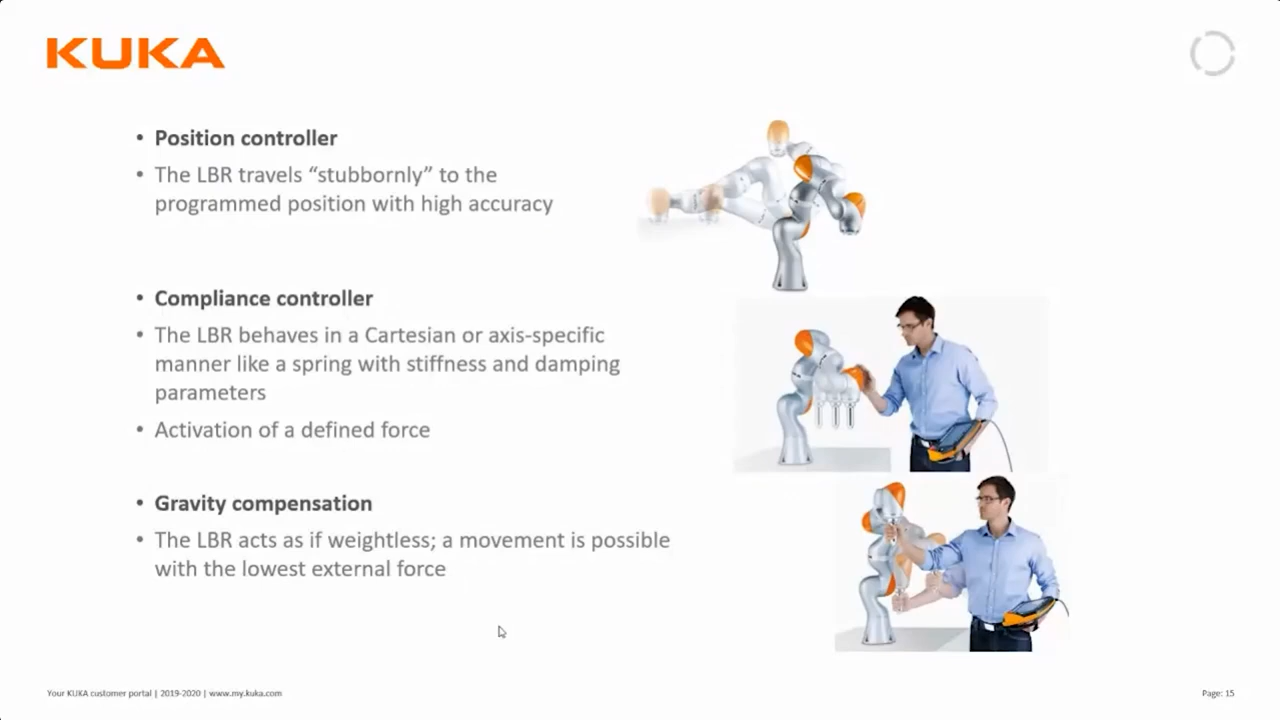 KUKA
• Position controller
• The LBR travels “stubbornly” to the
programmed position with high accuracy
• Compliance controller
• The LBR behaves in a Cartesian or axis-specific
manner like a spring with stiffness and damping
parameters
• Activation of a defined force
• Gravity compensation
• The LBR acts as if weightless; a movement is possible
with the lowest external force
Your KUKA customer portal | 2019-2020 | www.my.kuka.com
Page: 15